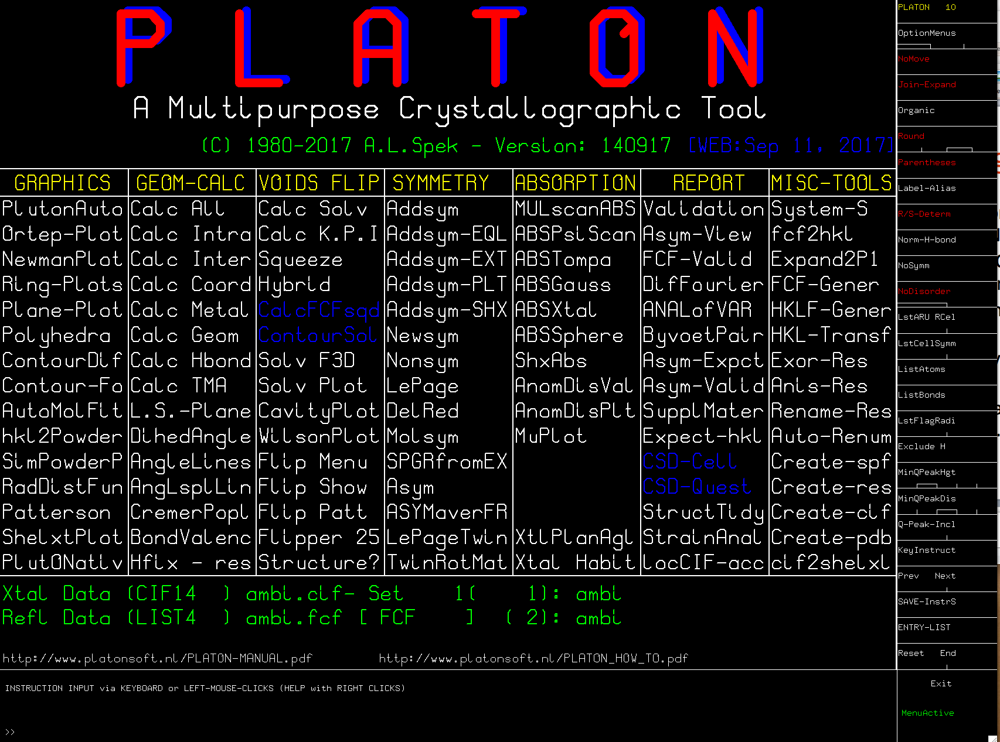 PLATON
A Multipurpose Crystallographic Tool
(C) 1980-2017 A.L.Spek - Version: 140917 [WEB:Sep 11, 2017]
GRAPHICS GEOM-CALC VOIDS FLIP SYMMETRY ABSORPTION REPORT MISC-TOOLS
PlutonAuto Calc All Calc Solv Addsym MULscanABS Validation System-S
Ortep-Plot Calc Intra Calc K.P.I Addsym-EQL ABSPsiScan Asym-View fcf2hkl
NewmanPlot Calc Inter Squeeze Addsym-EXT ABSTompa FCF-Valid Expand2P1
Ring-Plots Calc Coord Hybrid Addsym-PLT ABSGauss DifFourier FCF-Gener
Plane-Plot Calc Metal CalcFCFsqd Addsym-SHX ABSXtal ANALofVAR HKLF-Gener
Polyhedra Calc Geom ContourSol Newsym ABSSphere ByvoetPair HKL-Transf
ContourDif Calc Hbond Solv F3D Nonsym ShxAbs Asym-Expct Exor-Res
Contour-Fo Calc TMA Solv Plot LePage AnomDisVal Asym-Valid Anis-Res
AutoMolFit L.S.-Plane CavityPlot DelRed AnomDisPlt SupplMater Rename-Res
hkl2Powder DihedAngle WilsonPlot Molsym MuPlot Expect-hkl Auto-Renum
SimPowderP AngleLines Flip Menu SPGRfromEX CSD-Cell Create-spf
RadDistFun AngLsplLin Flip Show Asym CSD-Quest Create-res
Patterson CremerPopl Flip Patt ASYMaverFR StructTidy Create-cif
ShelxtPlot BondValenc Flipper 25 LePageTwin XtlPlanAgl StrainAnal Create-pdb
PlutONativ Hfix - res Structure? TwinRotMat Xtal Habit locCIF-acc cif2shelxl
Xtal Data (CIF14 ) ambi.cif- Set 1( 1): ambi
Refl Data (LIST4 ) ambi.fcf [ FCF ] ( 2): ambi
http://www.platonsoft.nl/PLATON-MANUAL.pdf http://www.platonsoft.nl/PLATON_HOW_TO.pdf
INSTRUCTION INPUT via KEYBOARD or LEFT-MOUSE-CLICKS (HELP with RIGHT CLICKS)
>>
PLATON 10
OptionMenus
NoMove
Join-Expand
Organic
Round
Parentheses
Label-Alias
R/S-Determ
Norm-H-bond
NoSymm
NoDisorder
LstARU RCel
LstCellSymm
ListAtoms
ListBonds
LstFlagRadi
Exclude H
MinQPeakHgt
MinQPeakDis
Q-Peak-Incl
KeyInstruct
Prev Next
SAVE-InstrS
ENTRY-LIST
Reset End
Exit
MenuActive